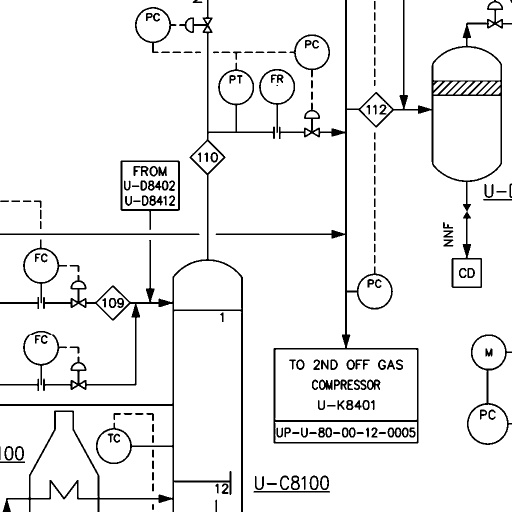 2
PC
PC
PT
FR
112
110
FROM
U-D8402
U-D8412
NNF
FC
PC
CD
109
1
FC
TO 2ND OFF GAS
COMPRESSOR
U-K8401
UP-U-80-00-12-0005
M
PC
TC
100
12
U-C8100